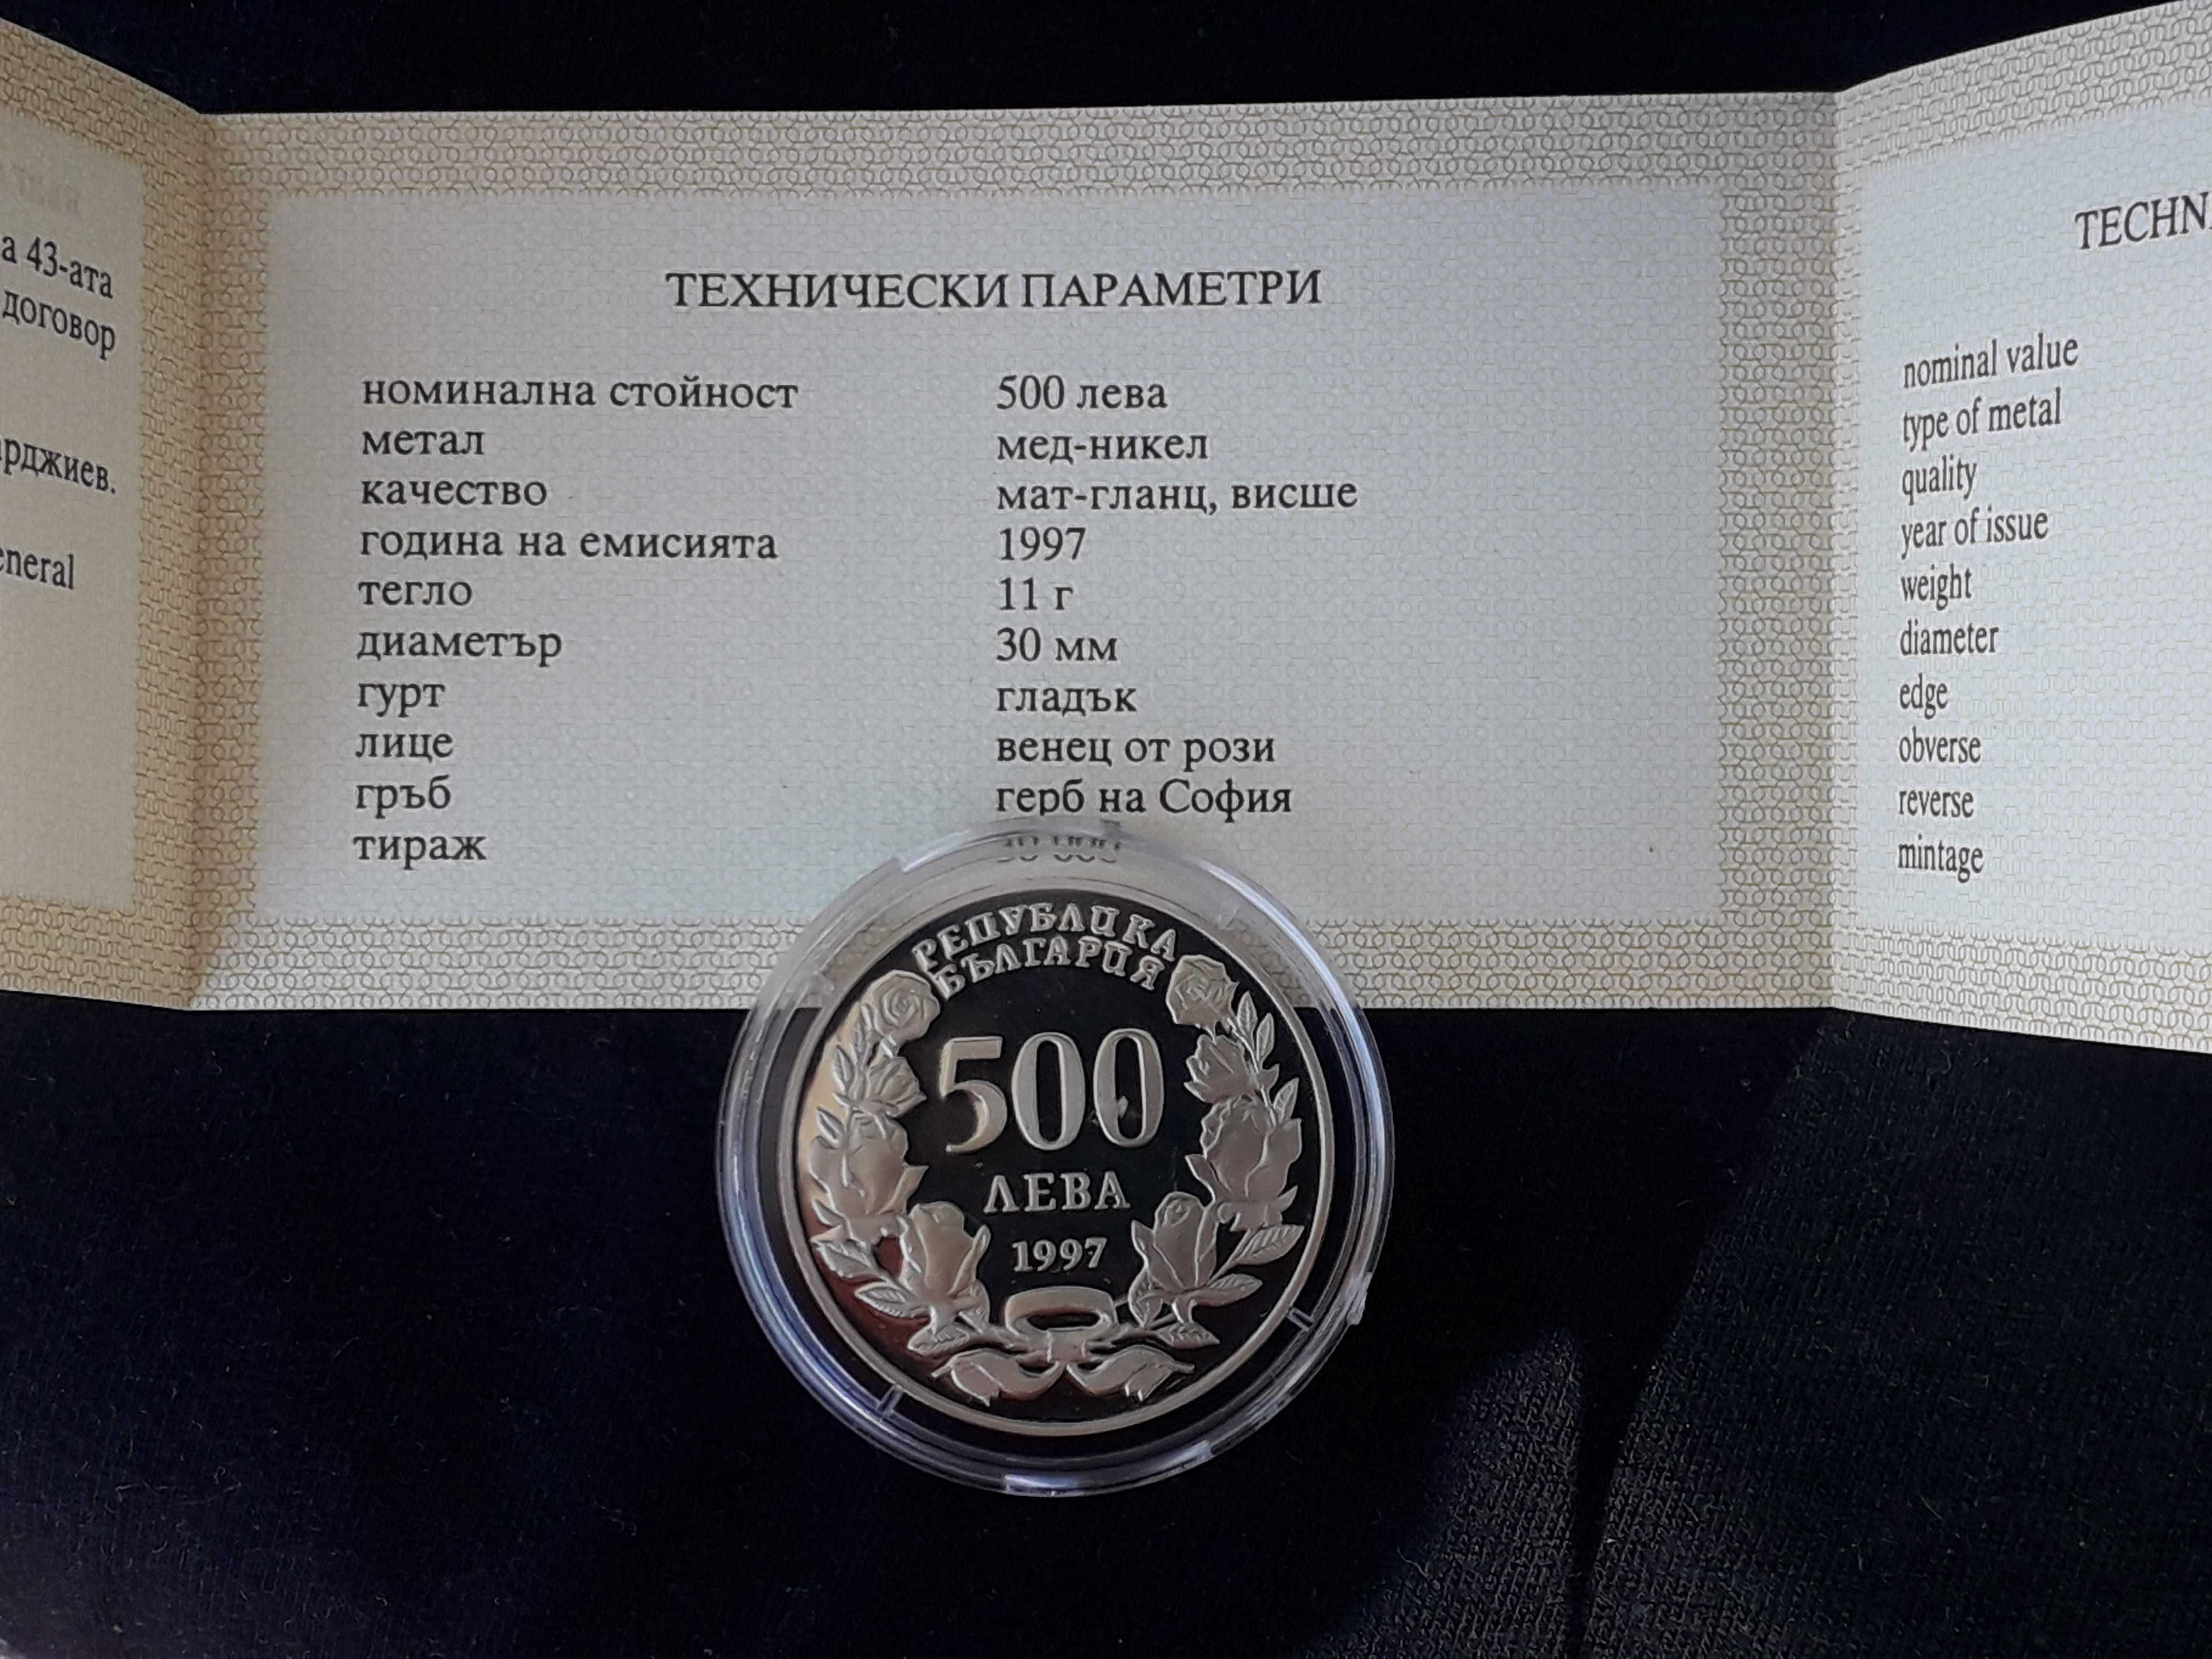 а 43-ата
договор
рджиев.
eneral
ТЕХНИЧЕСКИ ПАРАМЕТРИ
номинална стойност 500 лева
метал мед-никел
качество мат-гланц, висше
година на емисията 1997
тегло 11 г
диаметър 30 мм
гурт гладък
лице венец от рози
гръб герб на София
тираж
TECHN
nominal value
type of metal
quality
year of issue
weight
diameter
edge
obverse
reverse
mintage
РЕПУБЛИКА
БЪЛГАРИЯ
500
ЛЕВА
1997